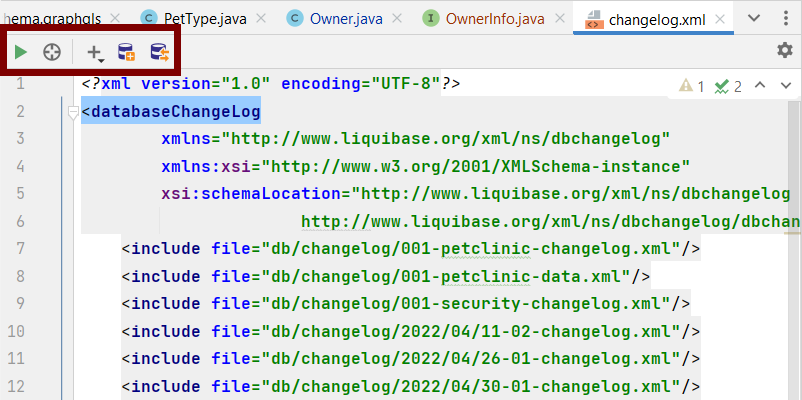 hema.graphqls PetType.java Owner.java OwnerInfo.java changelog.xml
1 <?xml version="1.0" encoding="UTF-8"?> 1 2
2 <databaseChangeLog
3 xmlns="http://www.liquibase.org/xml/ns/dbchangelog"
4 xmlns:xsi="http://www.w3.org/2001/XMLSchema-instance"
5 xsi:schemaLocation="http://www.liquibase.org/xml/ns/dbchangelog
6 http://www.liquibase.org/xml/ns/dbchangelog/dbchan
7 <include file="db/changelog/001-petclinic-changelog.xml"/>
8 <include file="db/changelog/001-petclinic-data.xml"/>
9 <include file="db/changelog/001-security-changelog.xml"/>
10 <include file="db/changelog/2022/04/11-02-changelog.xml"/>
11 <include file="db/changelog/2022/04/26-01-changelog.xml"/>
12 <include file="db/changelog/2022/04/30-01-changelog.xml"/>